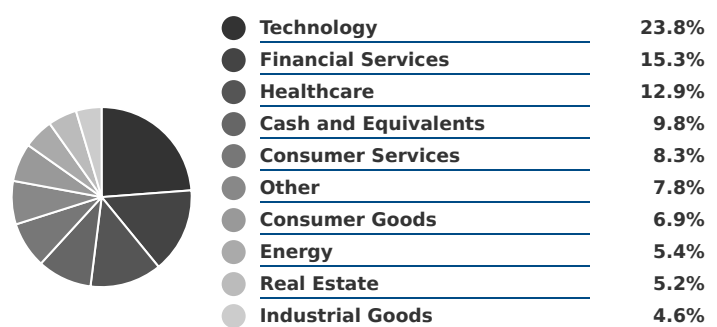 Technology 23.8%
Financial Services 15.3%
Healthcare 12.9%
Cash and Equivalents 9.8%
Consumer Services 8.3%
Other 7.8%
Consumer Goods 6.9%
Energy 5.4%
Real Estate 5.2%
Industrial Goods 4.6%